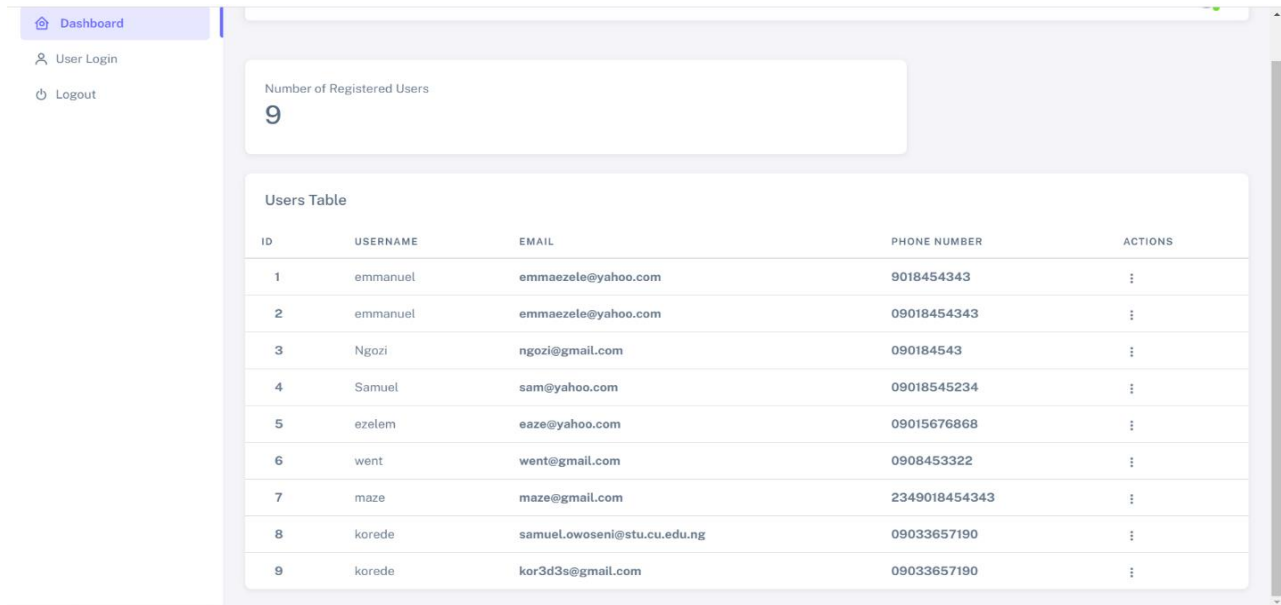 Dashboard
User Login
Logout
Number of Registered Users
9
Users Table
ID USERNAME EMAIL PHONE NUMBER ACTIONS
1 emmanuel emmaezele@yahoo.com 9018454343
2 emmanuel emmaezele@yahoo.com 09018454343
3 Ngozi ngozi@gmail.com 090184543
4 Samuel sam@yahoo.com 09018545234
5 ezelem eaze@yahoo.com 09015676868
6 went went@gmail.com 0908453322
7 maze maze@gmail.com 2349018454343
8 korede samuel.owoseni@stu.cu.edu.ng 09033657190
9 korede kor3d3s@gmail.com 09033657190